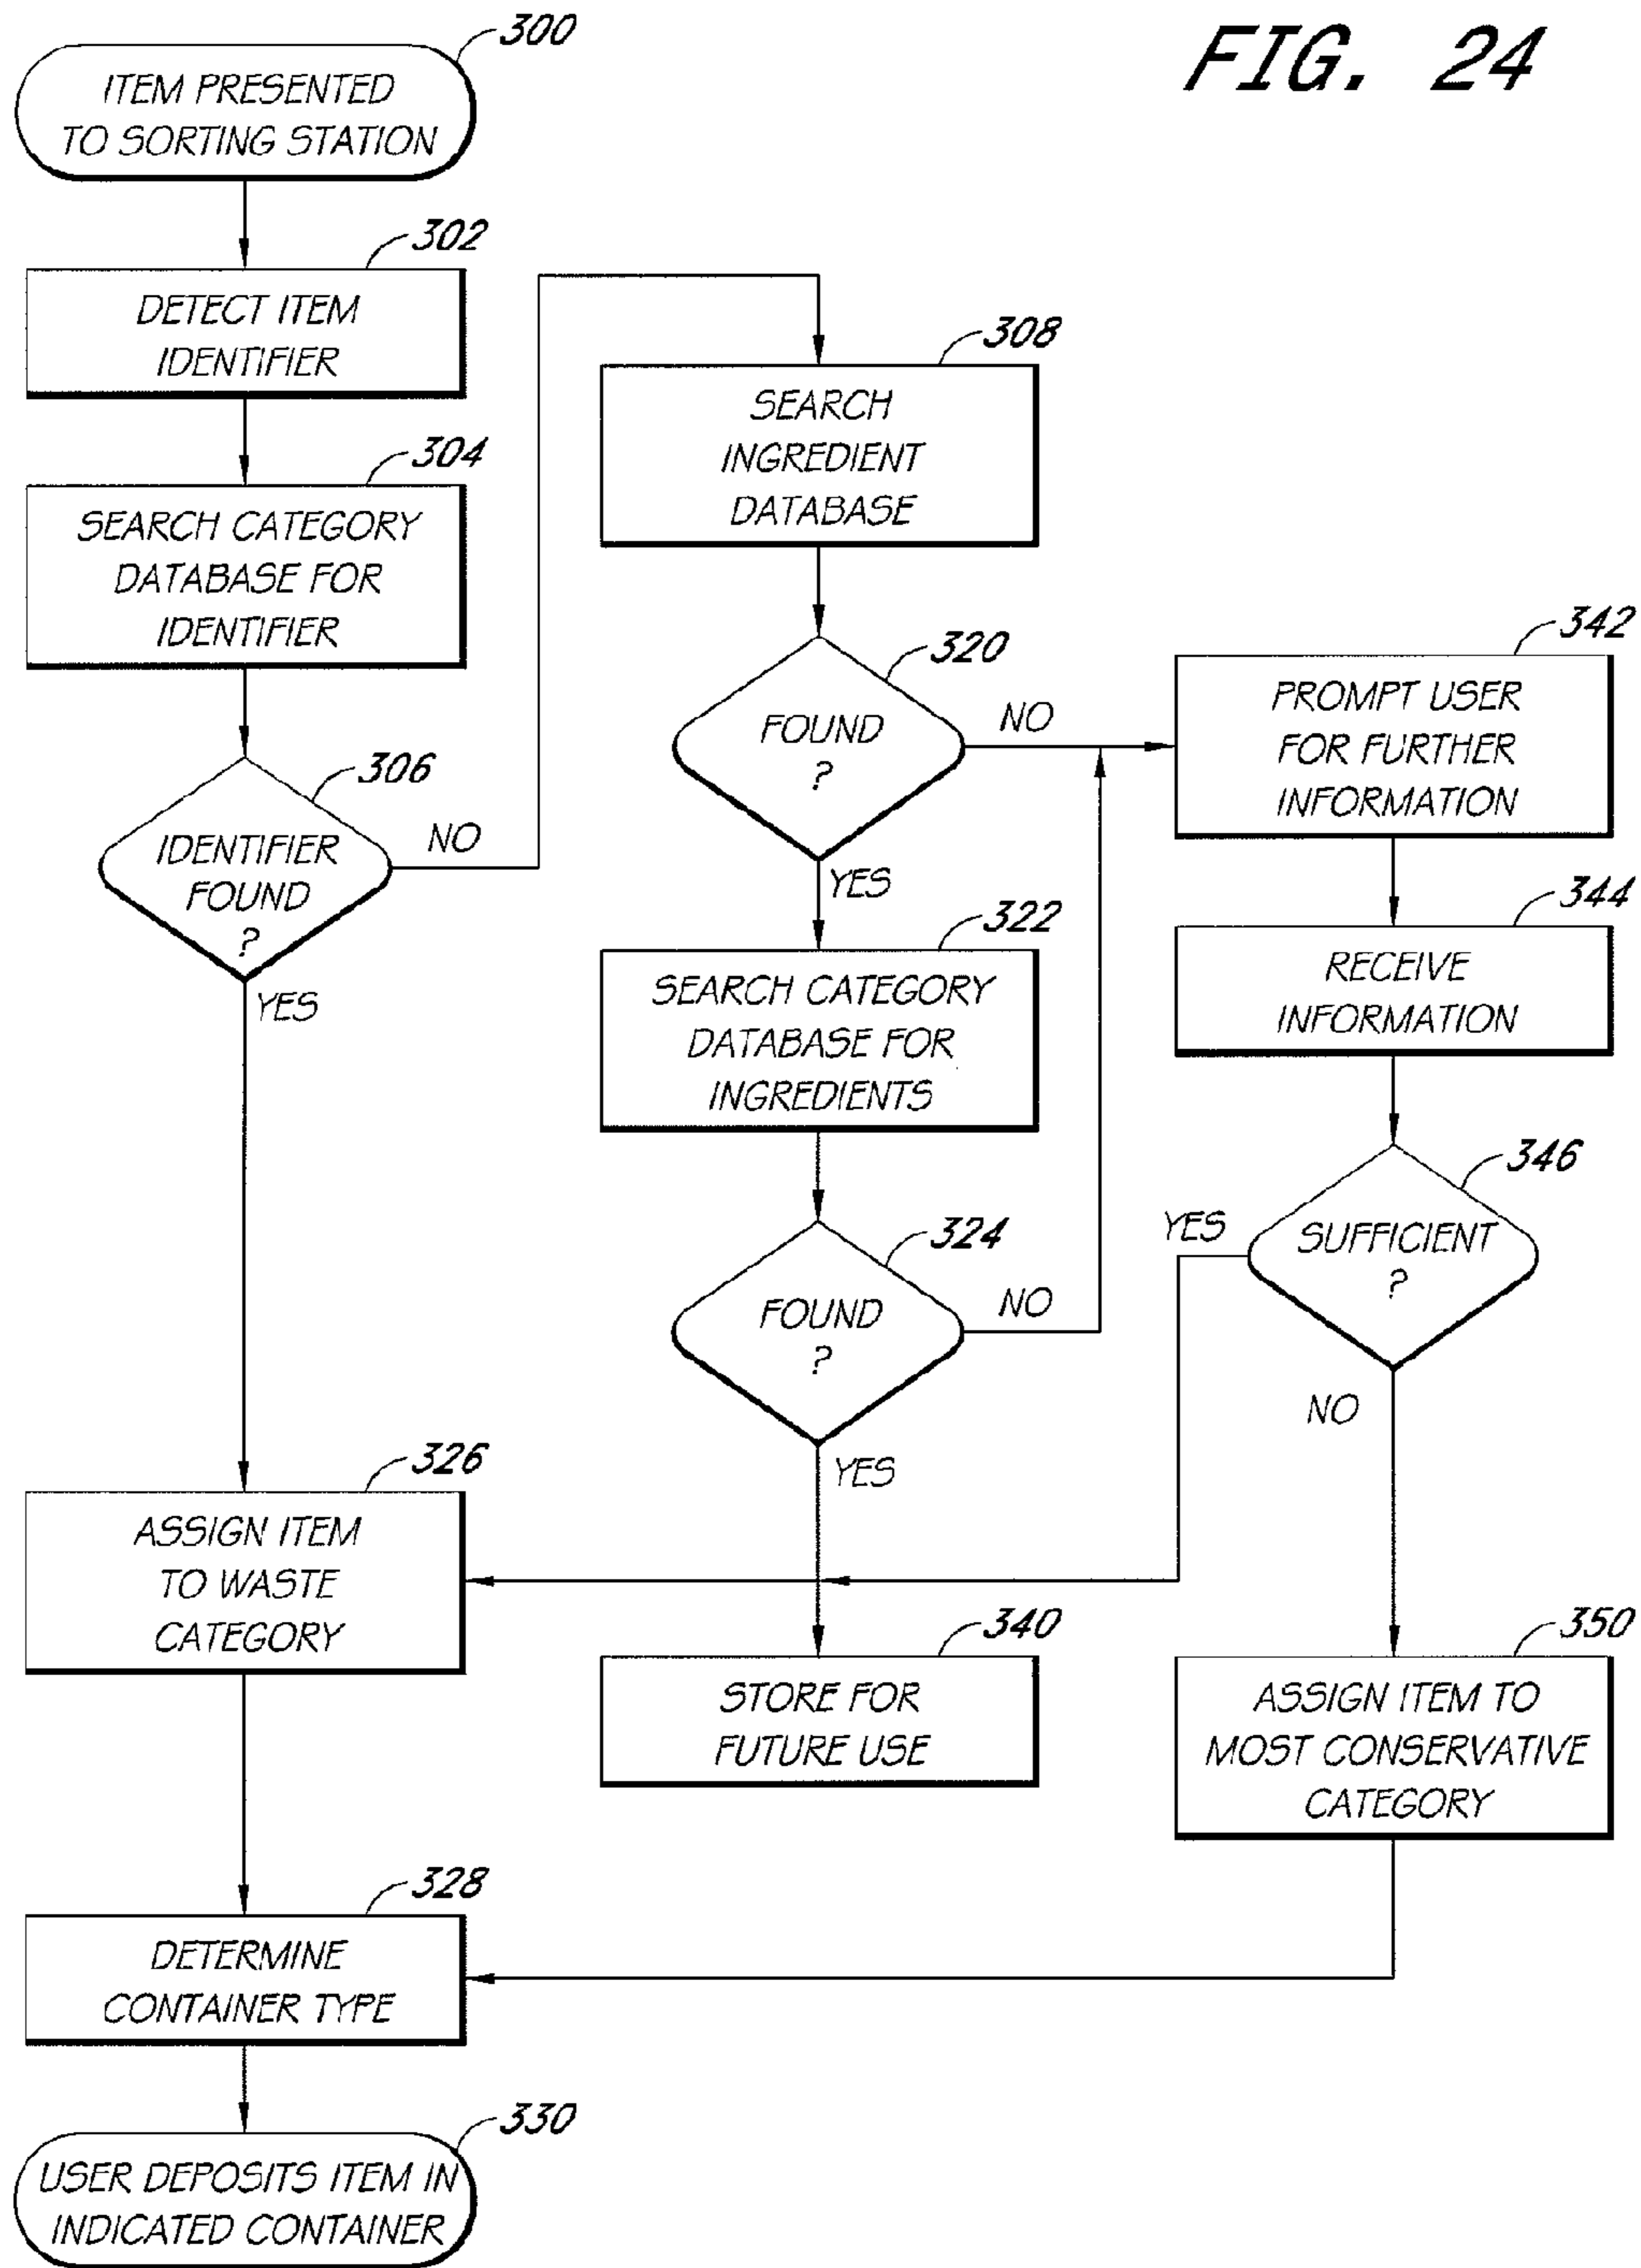 FIG. 24
300
ITEM PRESENTED
TO SORTING STATION
302
DETECT ITEM
IDENTIFIER
304
SEARCH CATEGORY
DATABASE FOR
IDENTIFIER
306
IDENTIFIER
FOUND
?
NO
YES
308
SEARCH
INGREDIENT
DATABASE
320
FOUND
?
NO
YES
322
SEARCH CATEGORY
DATABASE FOR
INGREDIENTS
324
FOUND
?
NO
YES
342
PROMPT USER
FOR FURTHER
INFORMATION
344
RECEIVE
INFORMATION
346
SUFFICIENT
?
YES
NO
326
ASSIGN ITEM
TO WASTE
CATEGORY
340
STORE FOR
FUTURE USE
350
ASSIGN ITEM TO
MOST CONSERVATIVE
CATEGORY
328
DETERMINE
CONTAINER TYPE
330
USER DEPOSITS ITEM IN
INDICATED CONTAINER